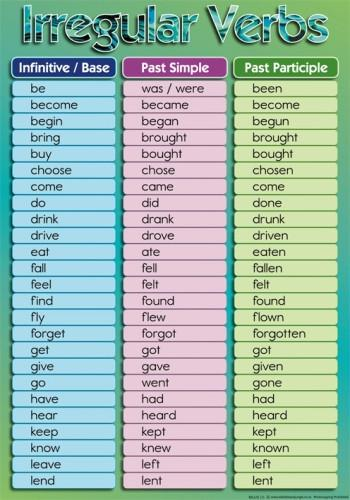 Irregular Verbs
Infinitive / Base Past Simple Past Participle
be was / were been
become became become
begin began begun
bring brought brought
buy bought bought
choose chose chosen
come came come
do did done
drink drank drunk
drive drove driven
eat ate eaten
fall fell fallen
feel felt felt
find found found
fly flew flown
forget forgot forgotten
get got got
give gave given
go went gone
have had had
hear heard heard
keep kept kept
know knew known
leave left left
lend lent lent